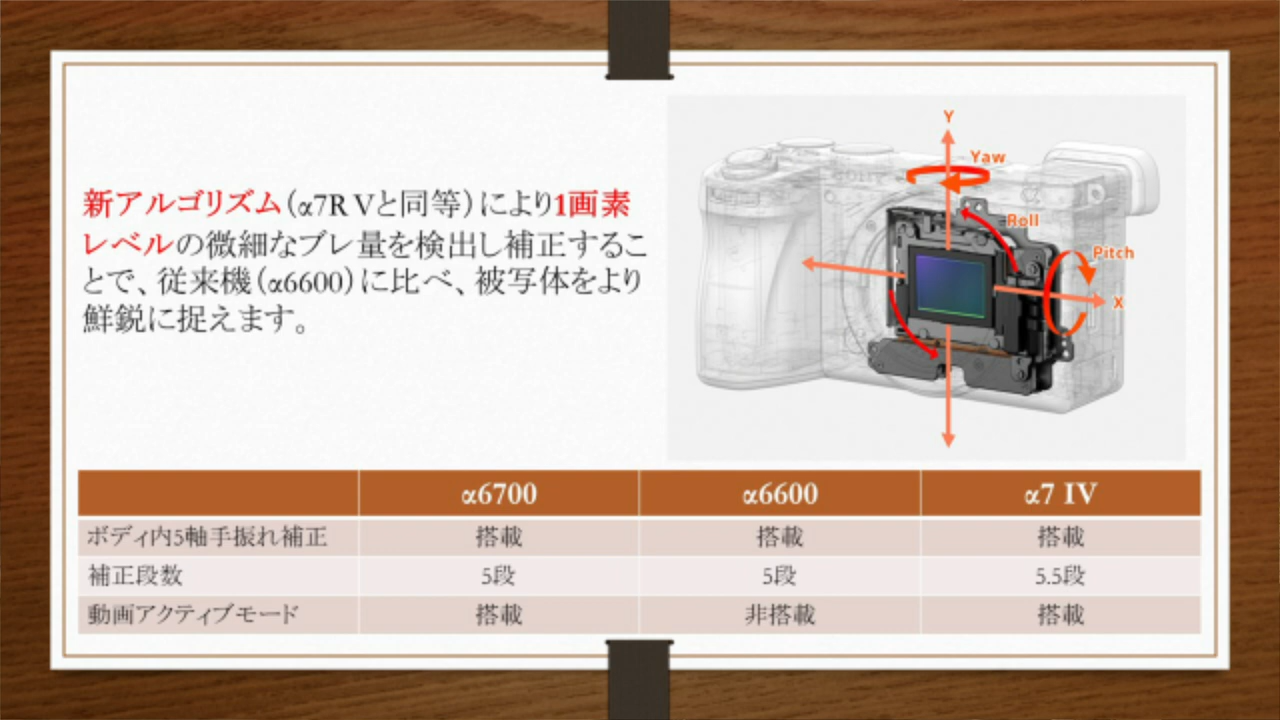 新アルゴリズム（α7R Vと同等）により1画素
レベルの微細なブレ量を検出し補正するこ
とで、従来機（α6600）に比べ、被写体をより
鮮鋭に捉えます。
Y
Yaw
SONY
α
Roll
Pitch
X
α6700 α6600 α7 IV
ボディ内5軸手振れ補正 搭載 搭載 搭載
補正段数 5段 5段 5.5段
動画アクティブモード 搭載 非搭載 搭載